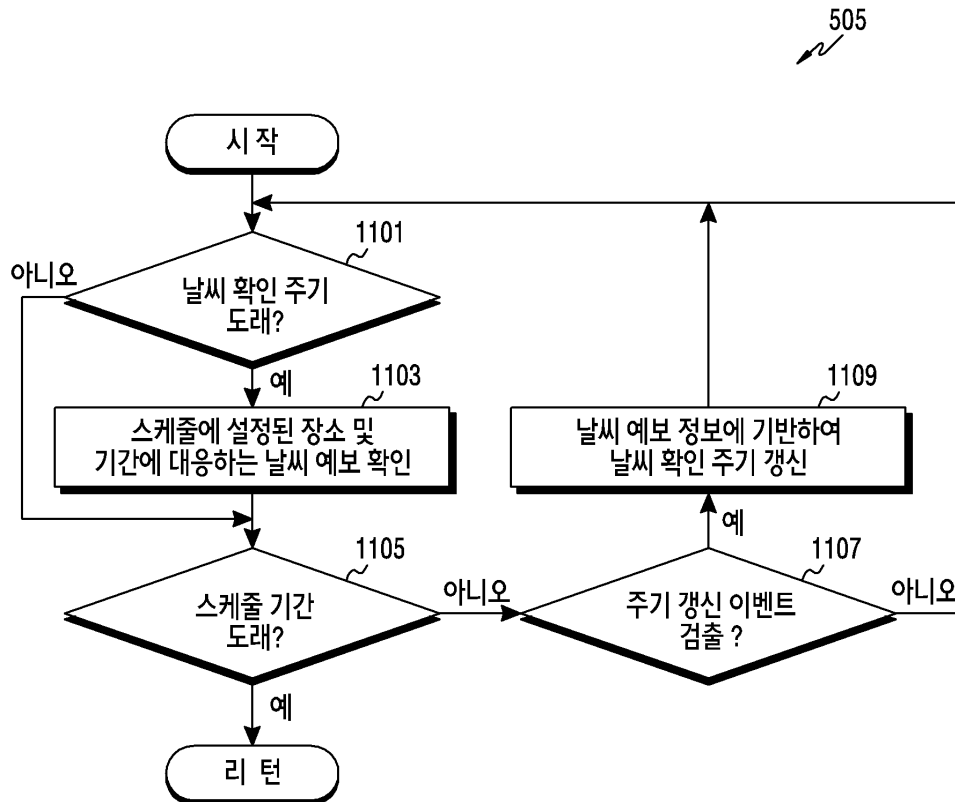 505
시 작
1101
아니오
날씨 확인 주기
도래?
예
1103
스케줄에 설정된 장소 및
기간에 대응하는 날씨 예보 확인
1109
날씨 예보 정보에 기반하여
날씨 확인 주기 갱신
예
1105
스케줄 기간
도래?
아니오
1107
주기 갱신 이벤트
검출 ?
아니오
예
리 턴